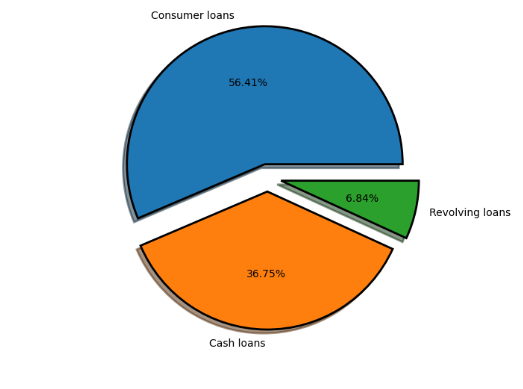 Consumer loans
56.41%
6.84%
Revolving loans
36.75%
Cash loans